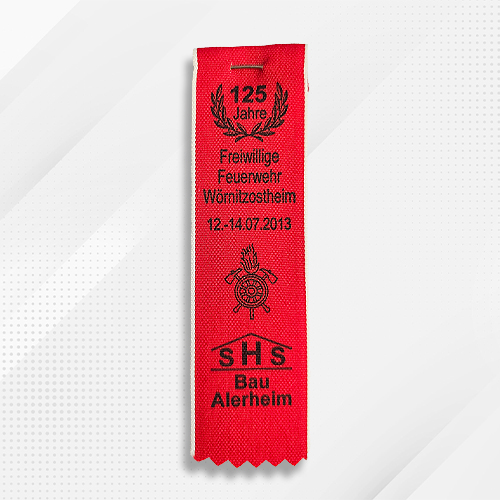 125
Jahre
Freiwillige
Feuerwehr
Wörnitzostheim
12.-14.07.2013
SHS
Bau
Alerheim